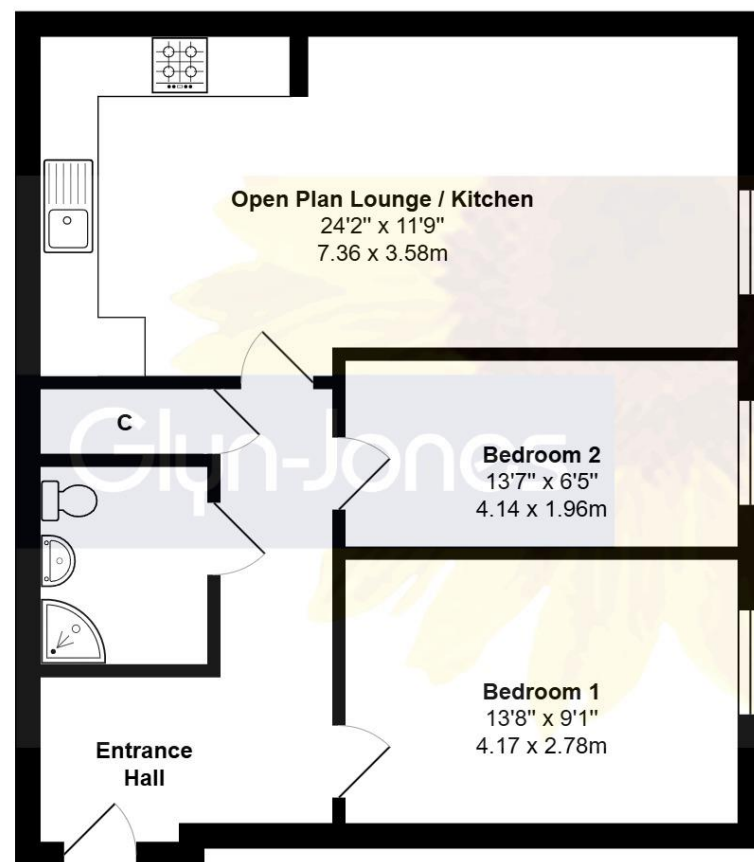 Open Plan Lounge / Kitchen
24'2" x 11'9"
7.36 x 3.58m
C
Glyn-Jones
Bedroom 2
13'7" x 6'5"
4.14 x 1.96m
Bedroom 1
13'8" x 9'1"
4.17 x 2.78m
Entrance
Hall